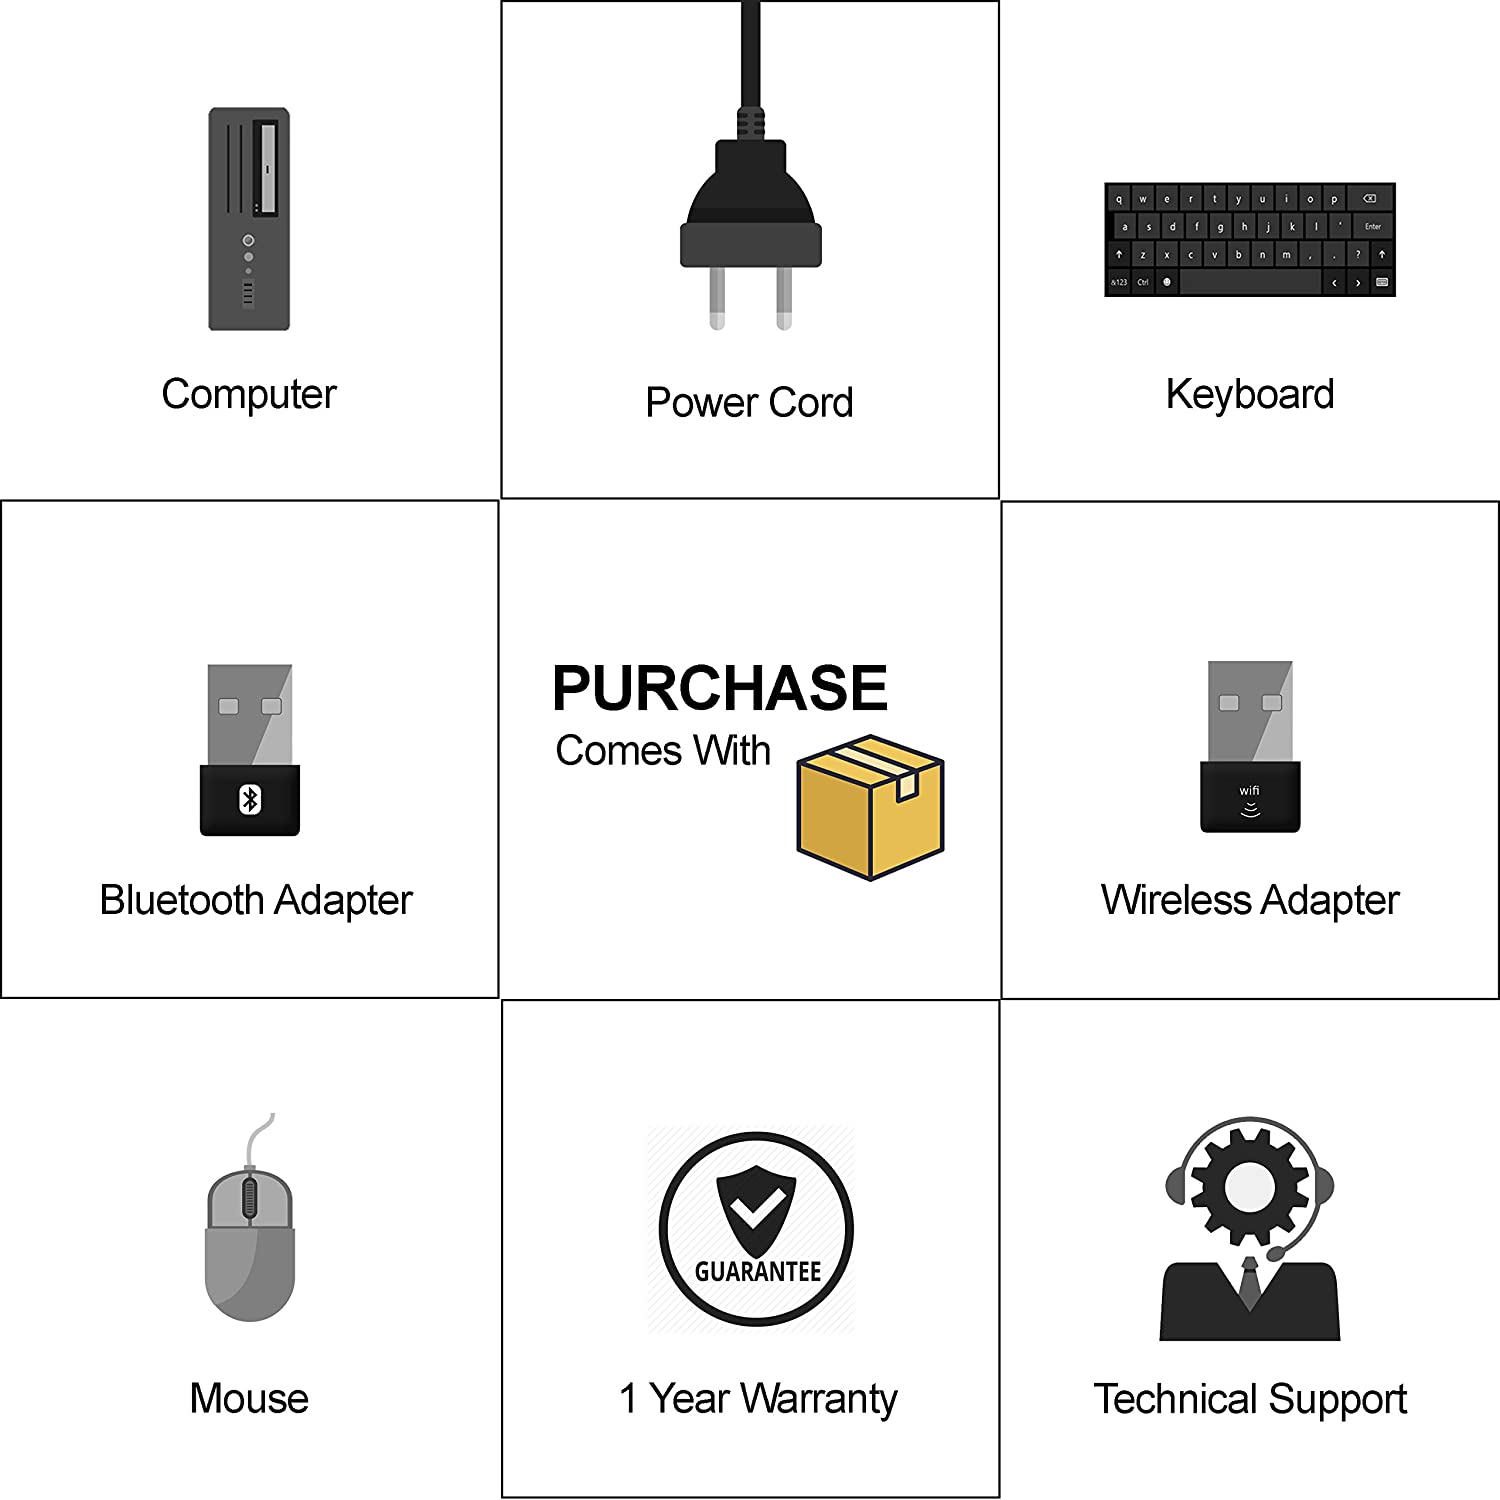 Computer
Power Cord
q w e r t y u i o p
a s d f g h j k l ' Enter
z x c v b n m , . ?
&123 Ctrl < >
Keyboard
Bluetooth Adapter
PURCHASE
Comes With
wifi
Wireless Adapter
Mouse
GUARANTEE
1 Year Warranty
Technical Support